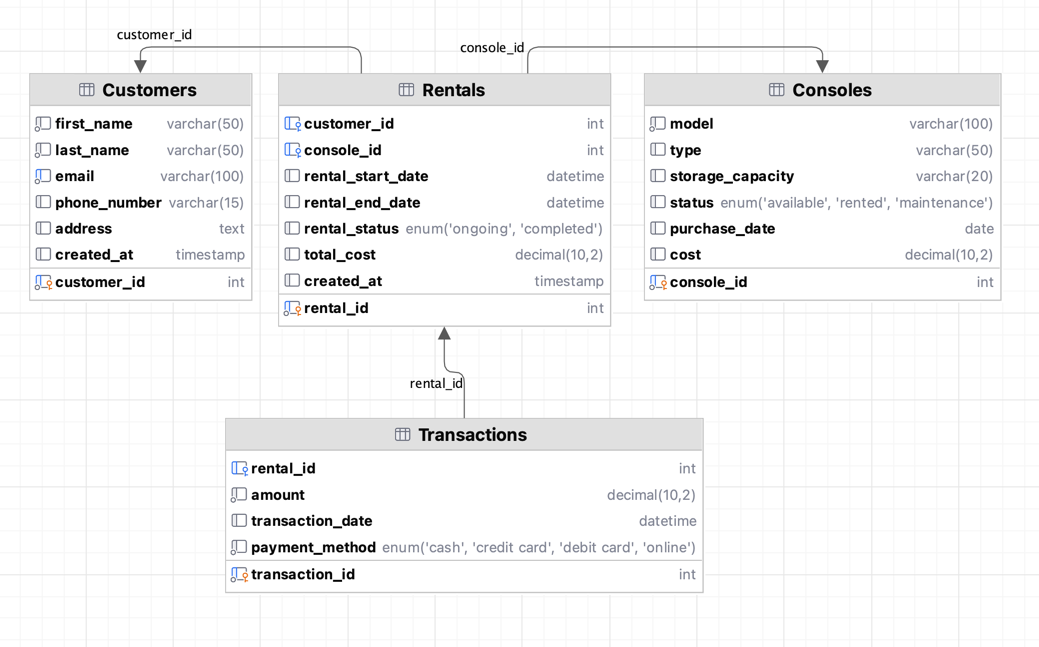 customer_id
console_id
Customers
first_name varchar(50)
last_name varchar(50)
email varchar(100)
phone_number varchar(15)
address text
created_at timestamp
customer_id int
Rentals
customer_id int
console_id int
rental_start_date datetime
rental_end_date datetime
rental_status enum('ongoing', 'completed')
total_cost decimal(10,2)
created_at timestamp
rental_id int
Consoles
model varchar(100)
type varchar(50)
storage_capacity varchar(20)
status enum('available', 'rented', 'maintenance')
purchase_date date
cost decimal(10,2)
console_id int
rental_id
Transactions
rental_id int
amount decimal(10,2)
transaction_date datetime
payment_method enum('cash', 'credit card', 'debit card', 'online')
transaction_id int